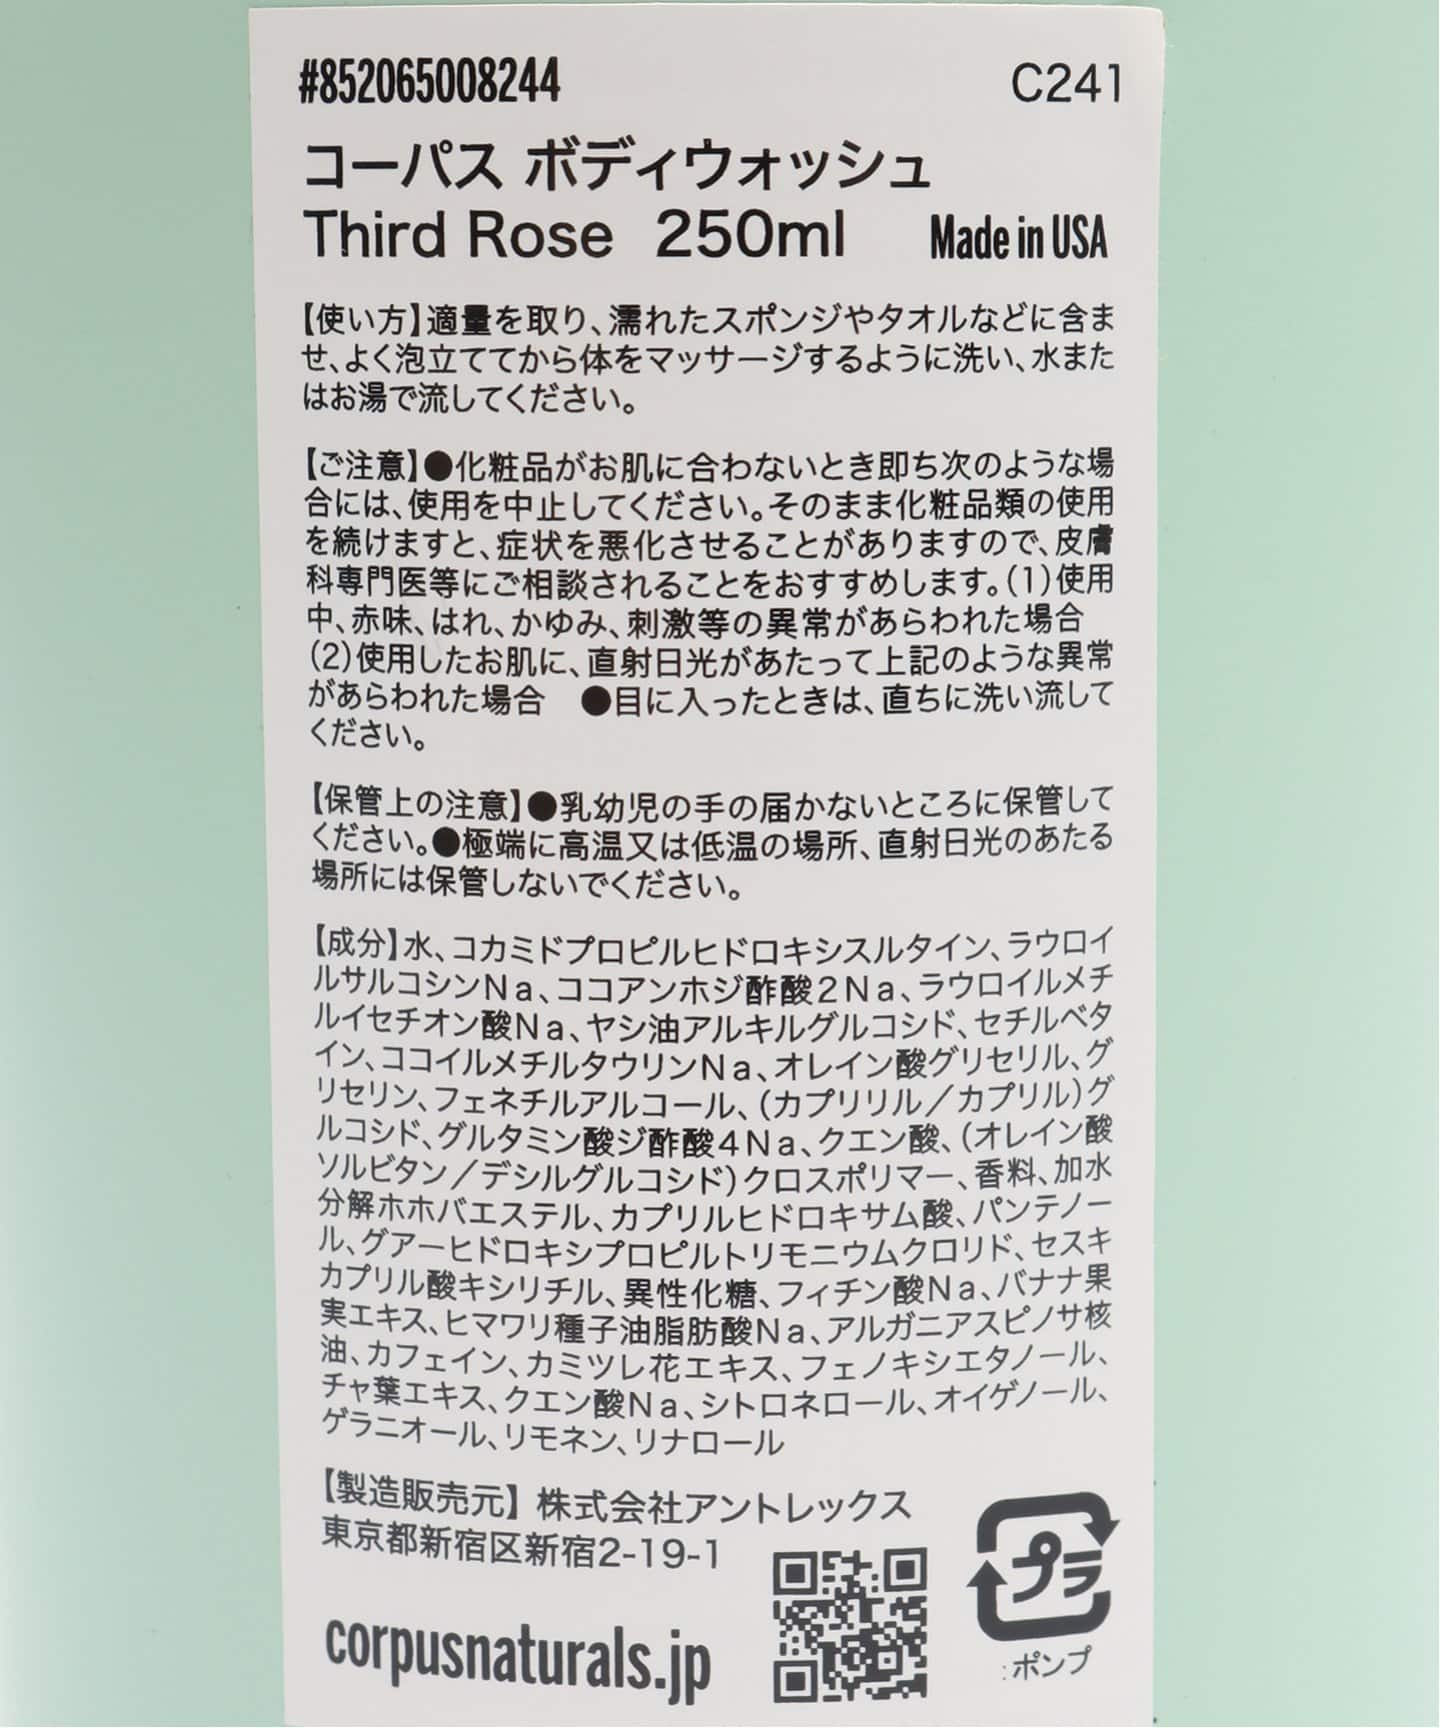 #852065008244 C241
コーパス ボディウォッシュ
Third Rose 250ml Made in USA
【使い方】適量を取り、濡れたスポンジやタオルなどに含ま
せ、よく泡立ててから体をマッサージするように洗い、水また
はお湯で流してください。
【ご注意】●化粧品がお肌に合わないとき即ち次のような場
合には、使用を中止してください。そのまま化粧品類の使用
を続けますと、症状を悪化させることがありますので、皮膚
科専門医等にご相談されることをおすすめします。(1)使用
中、赤味、はれ、かゆみ、刺激等の異常があらわれた場合
(2)使用したお肌に、直射日光があたって上記のような異常
があらわれた場合 ●目に入ったときは、直ちに洗い流して
ください。
【保管上の注意】●乳幼児の手の届かないところに保管して
ください。●極端に高温又は低温の場所、直射日光のあたる
場所には保管しないでください。
【成分】水、コカミドプロピルヒドロキシスルタイン、ラウロイ
ルサルコシンNa、ココアンホジ酢酸2Na、ラウロイルメチ
ルイセチオン酸Na、ヤシ油アルキルグルコシド、セチルベタ
イン、ココイルメチルタウリンNa、オレイン酸グリセリル、グ
リセリン、フェネチルアルコール、(カプリリル/カプリル)グ
ルコシド、グルタミン酸ジ酢酸4Na、クエン酸、(オレイン酸
ソルビタン/デシルグルコシド)クロスポリマー、香料、加水
分解ホホバエステル、カプリルヒドロキサム酸、パンテノー
ル、グアーヒドロキシプロピルトリモニウムクロリド、セスキ
カプリル酸キシリチル、異性化糖、フィチン酸Na、バナナ果
実エキス、ヒマワリ種子油脂肪酸Na、アルガニアスピノサ核
油、カフェイン、カミツレ花エキス、フェノキシエタノール、
チャ葉エキス、クエン酸Na、シトロネロール、オイゲノール、
ゲラニオール、リモネン、リナロール
【製造販売元】株式会社アントレックス
東京都新宿区新宿2-19-1
corpusnaturals.jp
プラ
:ポンプ